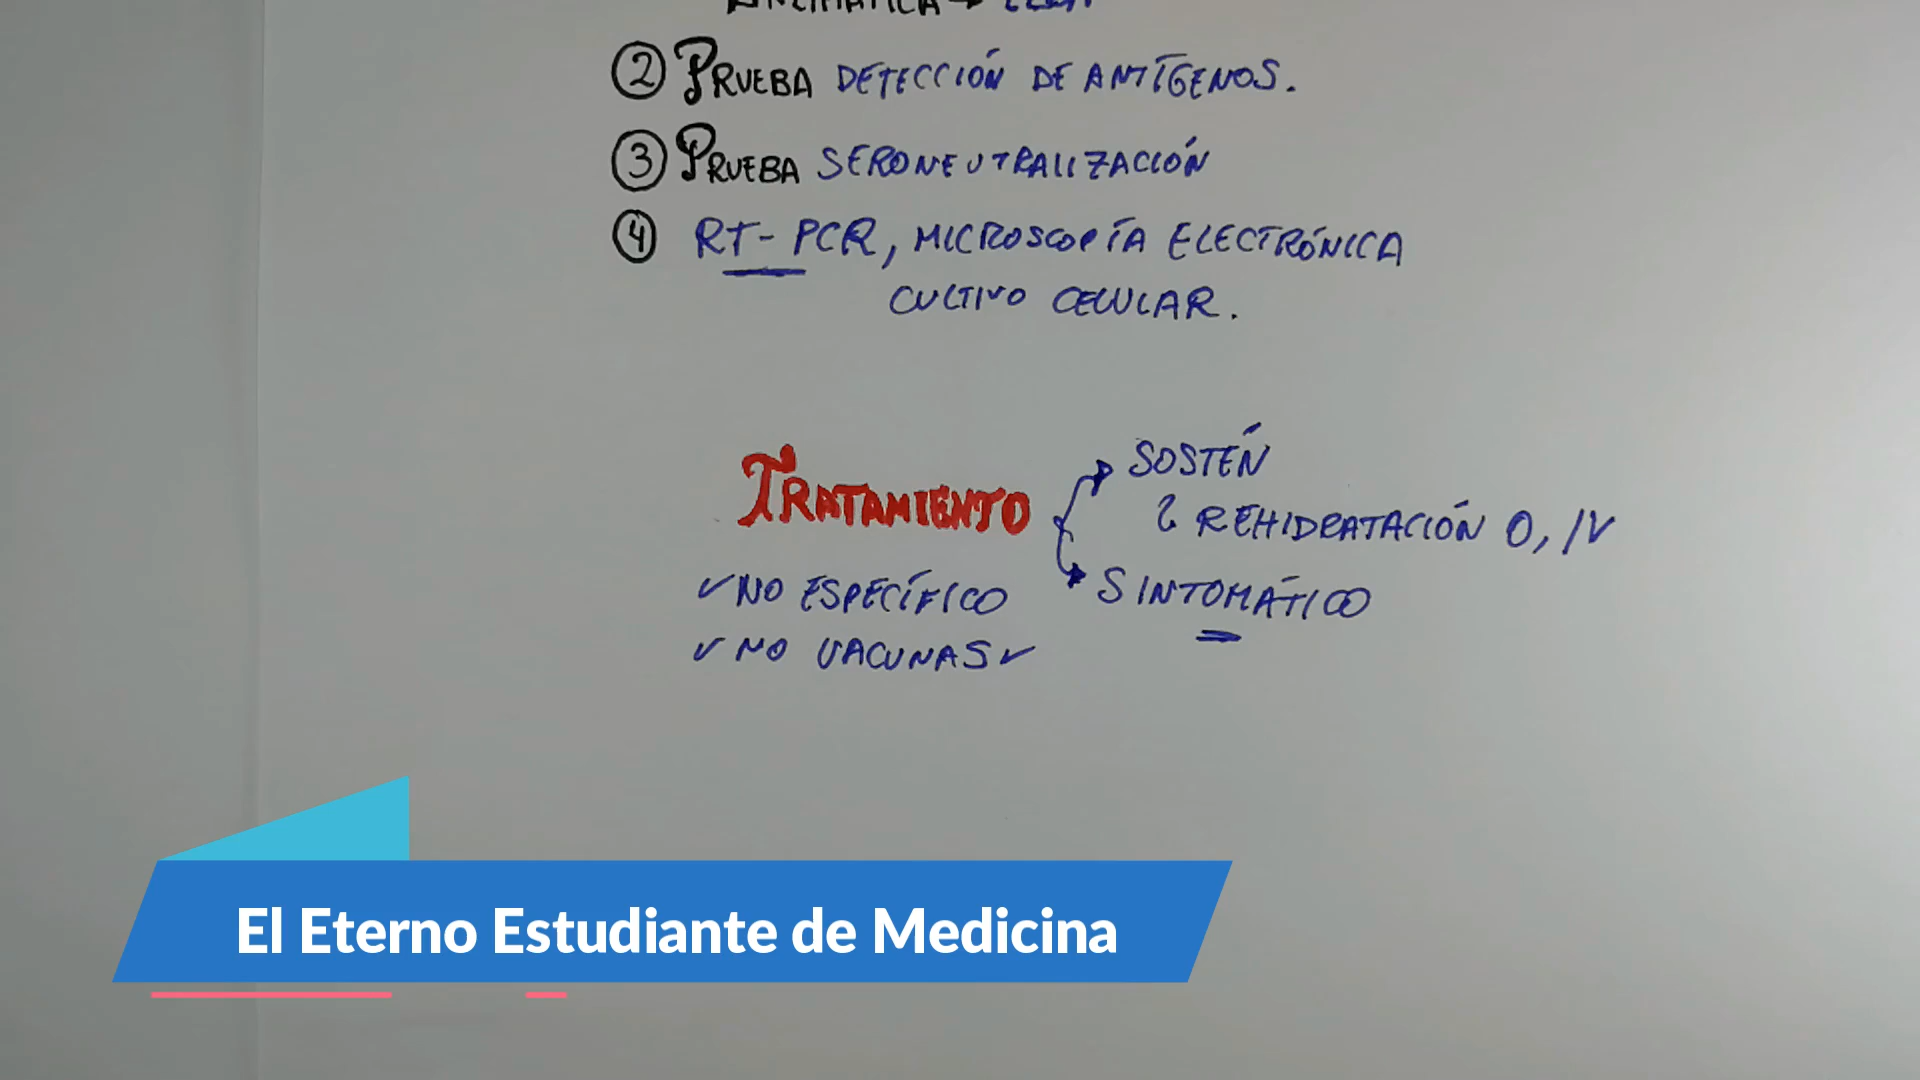 ② PRUEBA DETECCIÓN DE ANTÍGENOS.
③ PRUEBA SERONEUTRALIZACIÓN
④ RT-PCR, MICROSCOPÍA ELECTRÓNICA
CULTIVO CELULAR.
TRATAMIENTO
SOSTÉN
REHIDRATACIÓN O, IV
SINTOMÁTICO
✓ NO ESPECÍFICO
✓ NO VACUNAS ✓
El Eterno Estudiante de Medicina